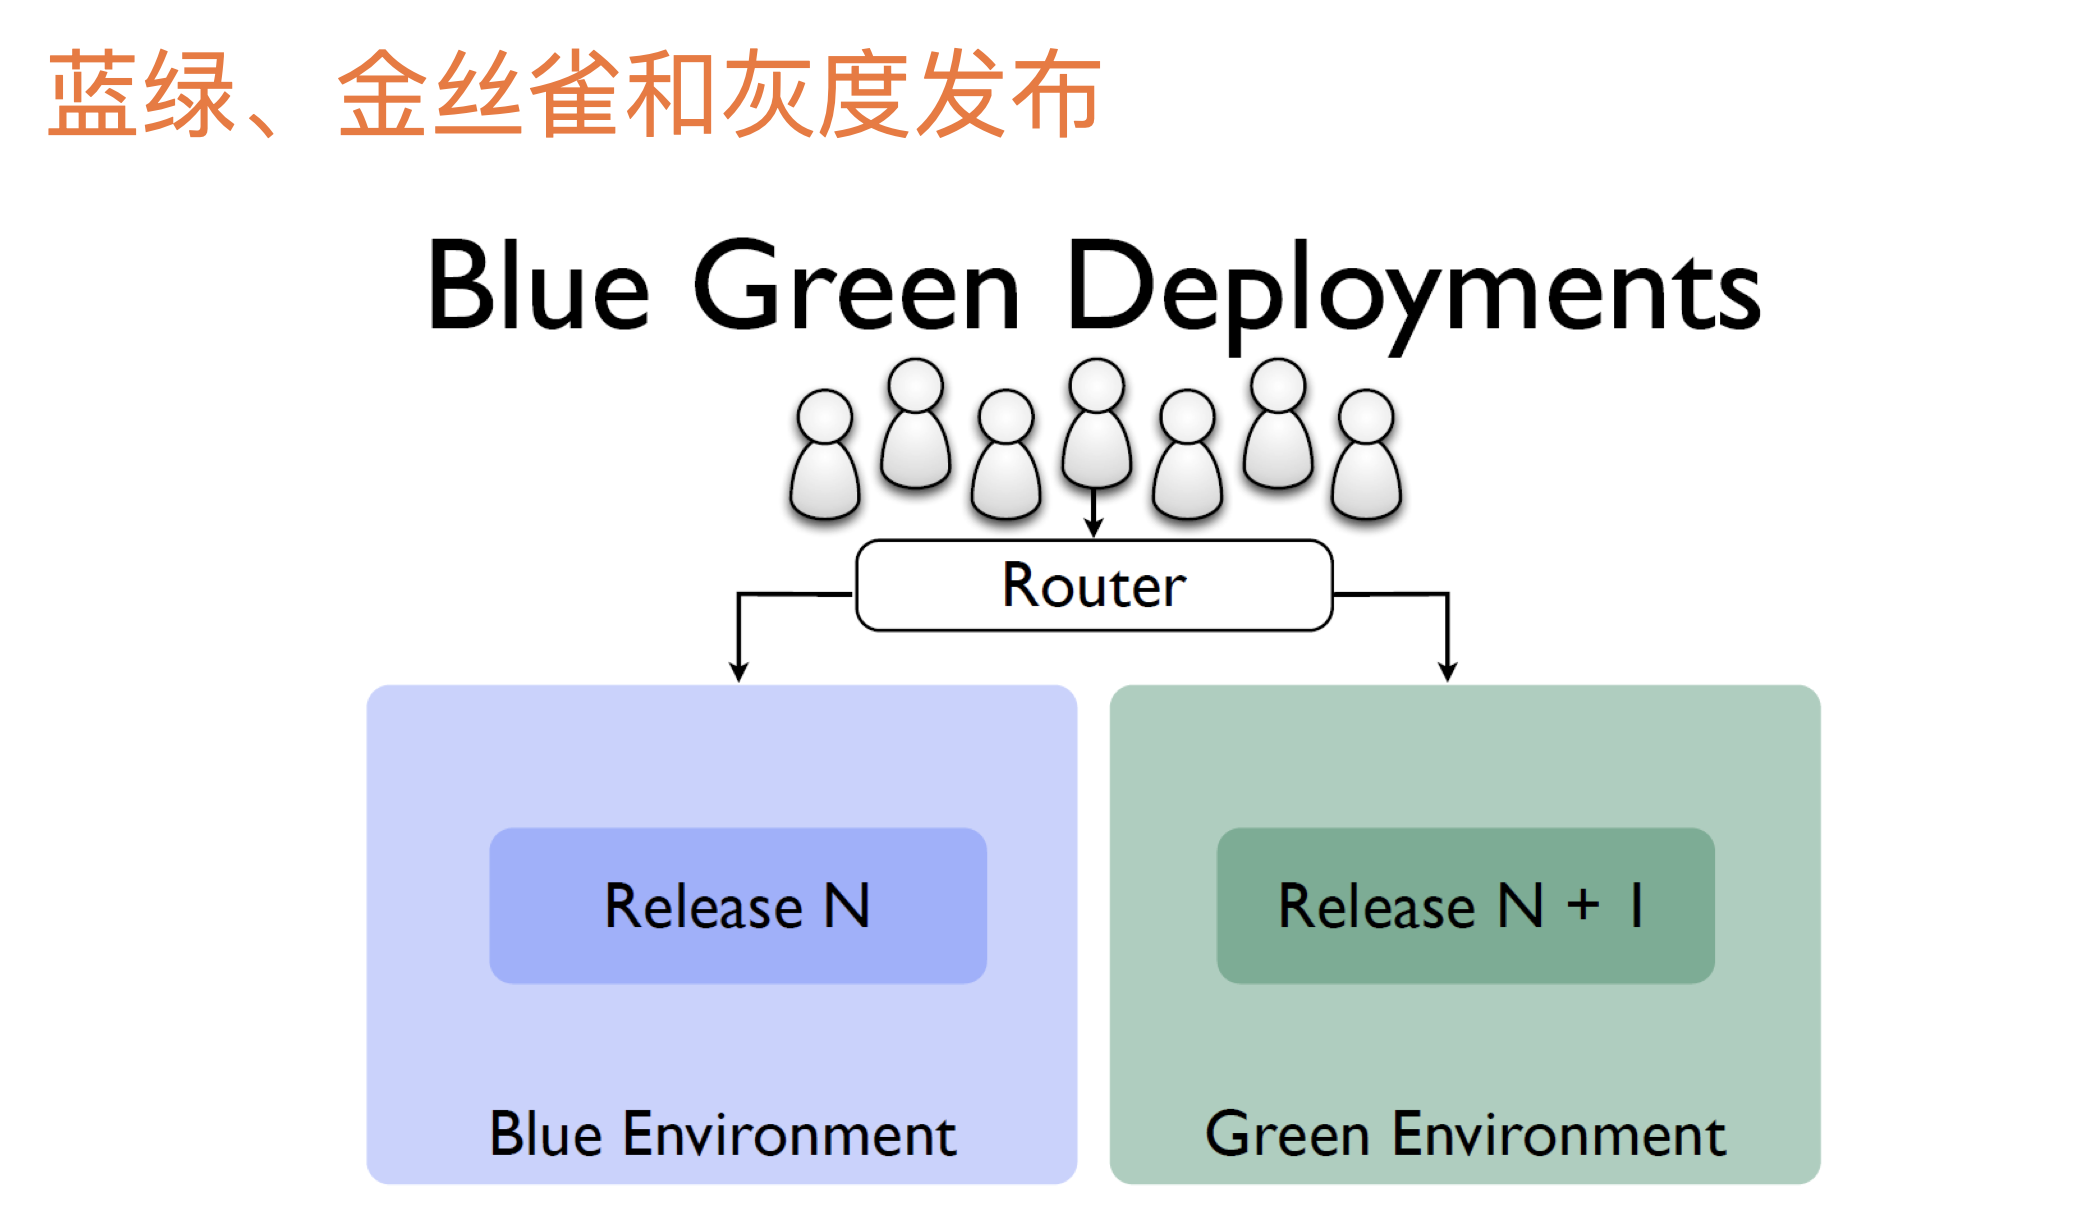 蓝绿、金丝雀和灰度发布
Blue Green Deployments
Router
Release N
Release N + 1
Blue Environment
Green Environment